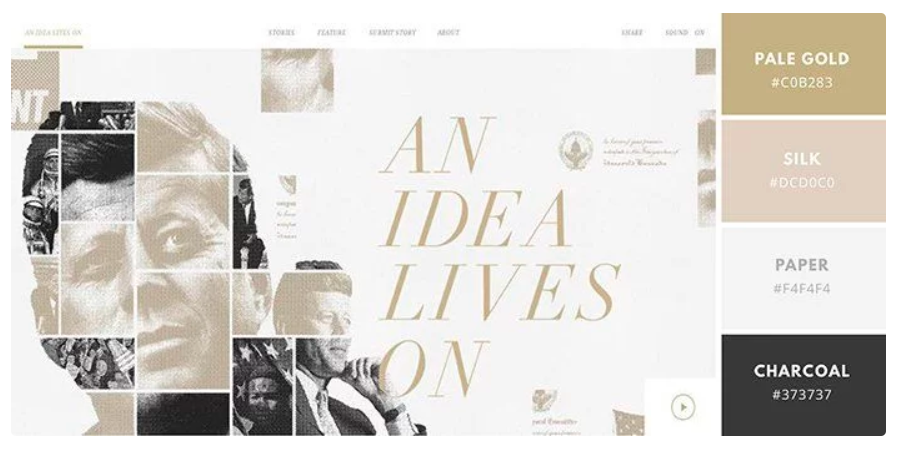 AN IDEA LIVES ON
STORIES FEATURE SUBMIT STORY ABOUT
SHARE SOUND ON
NT
AN
IDEA
LIVES
ON
PALE GOLD
#C0B283
SILK
#DCD0C0
PAPER
#F4F4F4
CHARCOAL
#373737